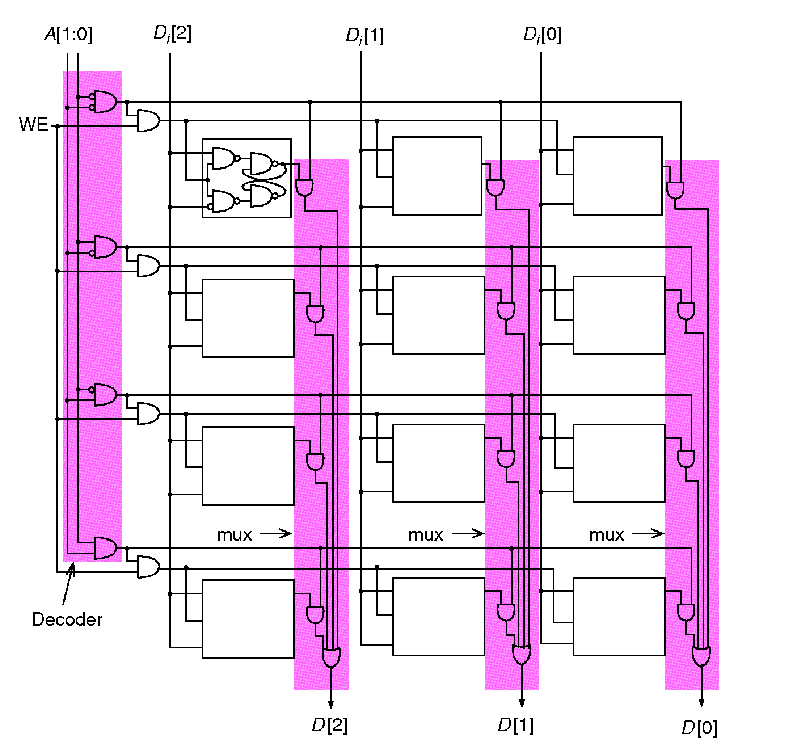 A[1:0] Di[2] Di[1] Di[0]
WE
mux mux mux
Decoder
D[2] D[1] D[0]